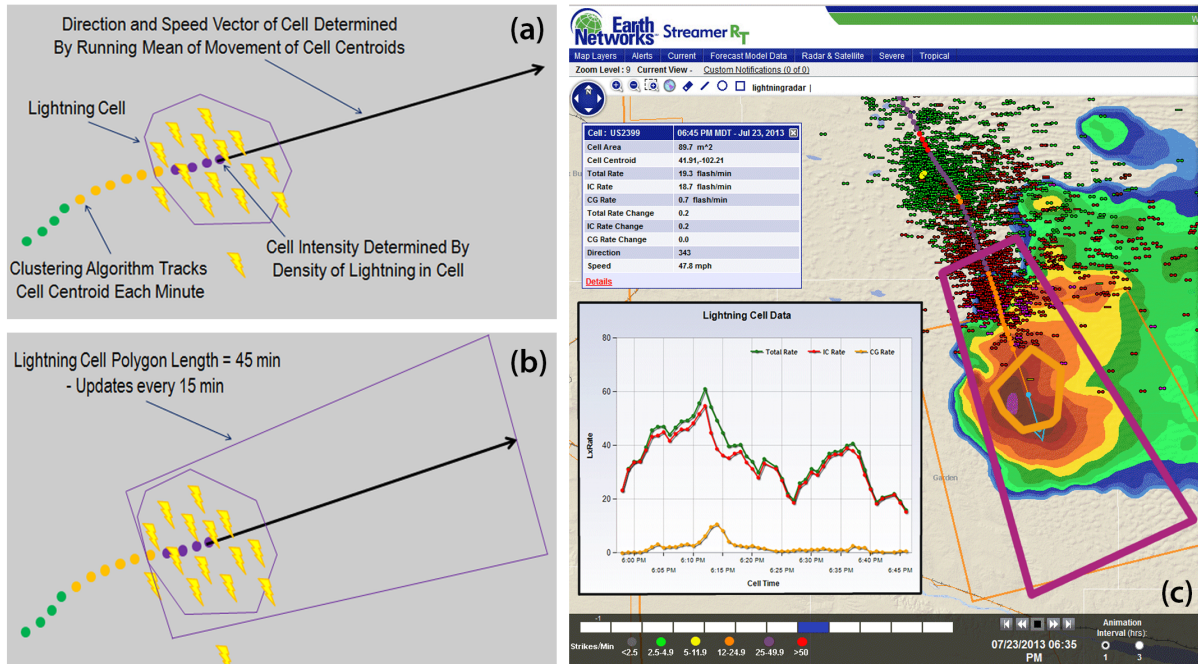 (a)
Direction and Speed Vector of Cell Determined
By Running Mean of Movement of Cell Centroids
Lightning Cell
Cell Intensity Determined By
Density of Lightning in Cell
Clustering Algorithm Tracks
Cell Centroid Each Minute
(b)
Lightning Cell Polygon Length = 45 min
- Updates every 15 min
Earth
Networks Streamer RT
Map Layers Alerts Current Forecast Model Data Radar & Satellite Severe Tropical
Zoom Level : 9 Current View - Custom Notifications (0 of 0)
lightningradar |
Cell : US2399 06:45 PM MDT - Jul 23, 2013
Cell Area 89.7 m^2
Cell Centroid 41.91,-102.21
Total Rate 19.3 flash/min
IC Rate 18.7 flash/min
CG Rate 0.7 flash/min
Total Rate Change 0.2
IC Rate Change 0.2
CG Rate Change 0.0
Direction 343
Speed 47.8 mph
Details
Lightning Cell Data
Total Rate IC Rate CG Rate
80
60
40
20
0
LxRate
6:00 PM 6:10 PM 6:20 PM 6:30 PM 6:40 PM
6:05 PM 6:15 PM 6:25 PM 6:35 PM 6:45 PM
Cell Time
Garden
(c)
-1
Strikes/Min <2.5 2.5-4.9 5-11.9 12-24.9 25-49.9 >50
07/23/2013 06:35
PM
Animation
Interval (hrs):
1 3